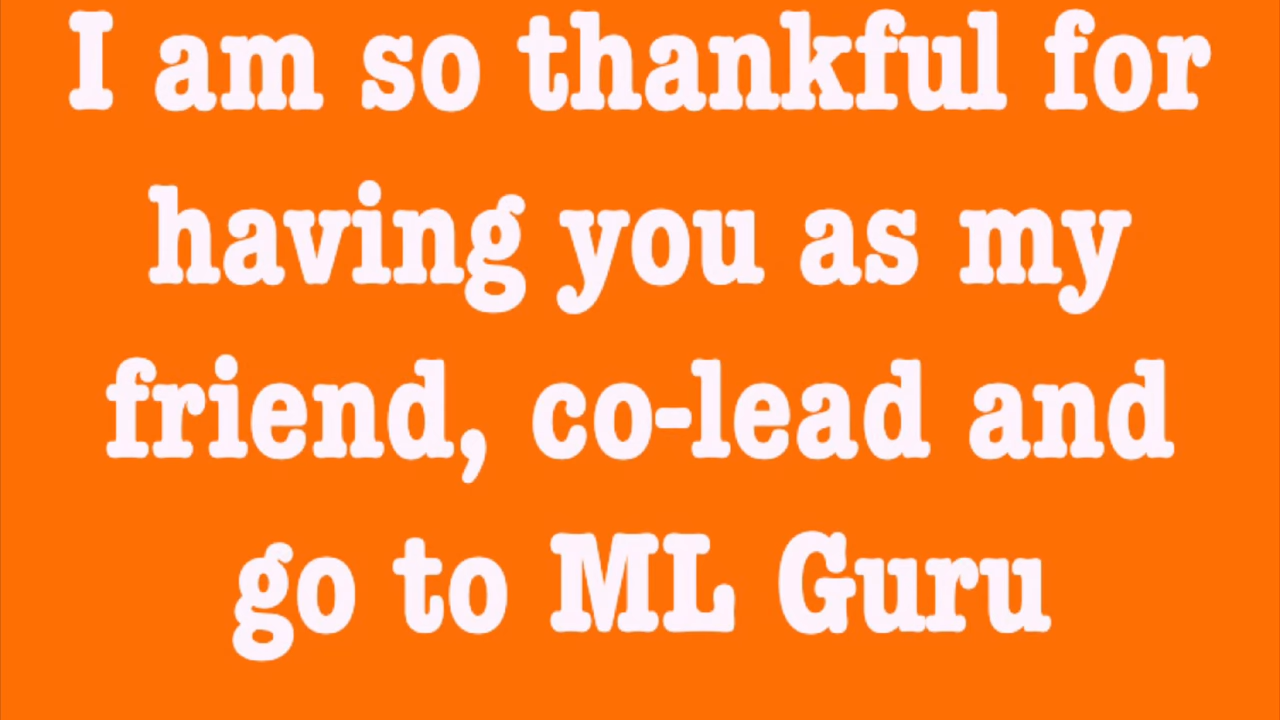 I am so thankful for
having you as my
friend, co-lead and
go to ML Guru